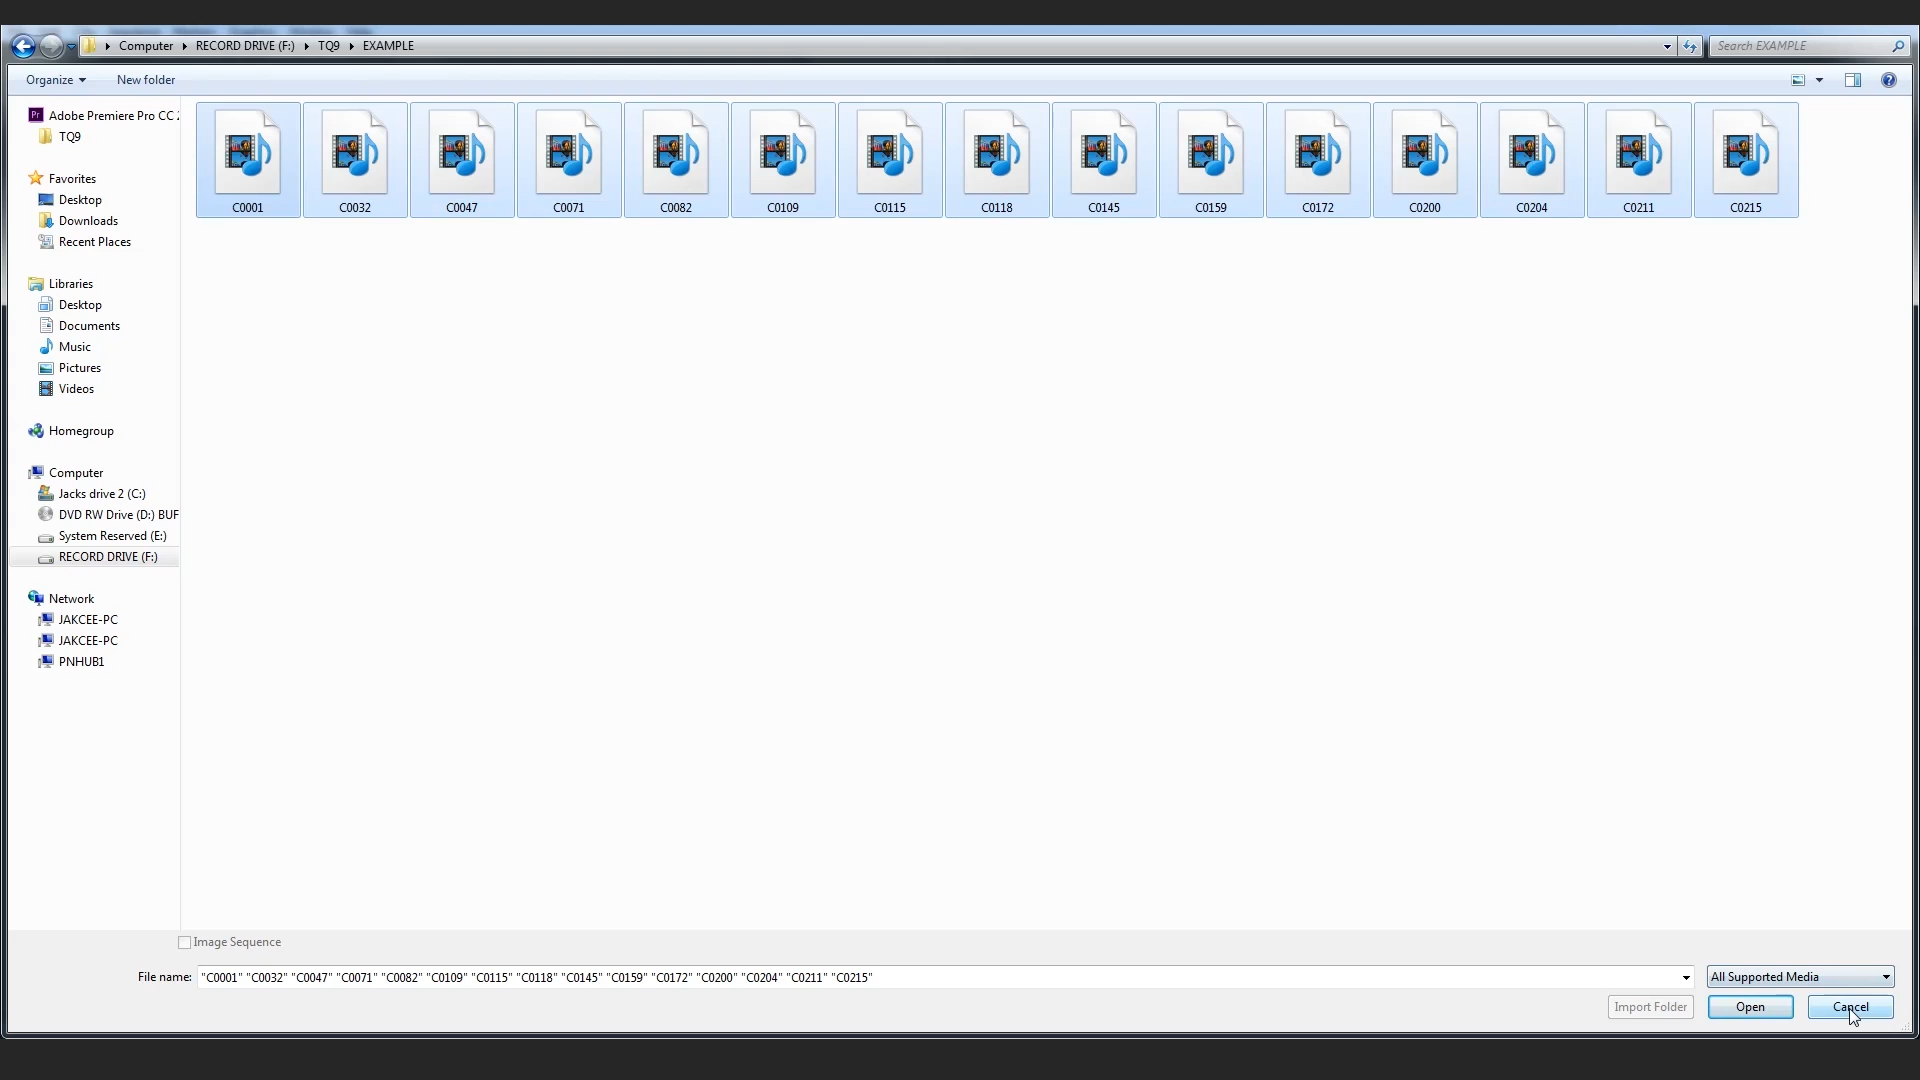 Computer RECORD DRIVE (F:) TQ9 EXAMPLE
Search EXAMPLE
Organize
New folder
Adobe Premiere Pro CC
TQ9
Favorites
Desktop
Downloads
Recent Places
Libraries
Desktop
Documents
Music
Pictures
Videos
Homegroup
Computer
Jacks drive 2 (C:)
DVD RW Drive (D:) BUF
System Reserved (E:)
RECORD DRIVE (F:)
Network
JAKCEE-PC
JAKCEE-PC
PNHUB1
C0001 C0032 C0047 C0071 C0082 C0109 C0115 C0118 C0145 C0159 C0172 C0200 C0204 C0211 C0215
Image Sequence
File name: "C0001" "C0032" "C0047" "C0071" "C0082" "C0109" "C0115" "C0118" "C0145" "C0159" "C0172" "C0200" "C0204" "C0211" "C0215"
All Supported Media
Import Folder
Open
Cancel